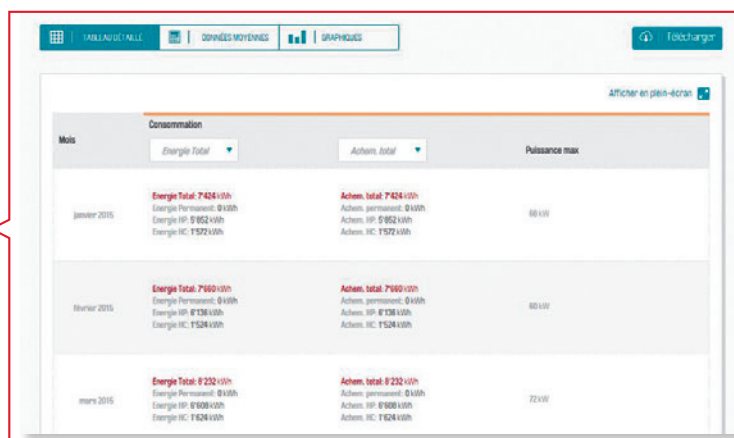 TABLEAU DÉTAILLÉ
DONNÉES MOYENNES
GRAPHIQUES
Télécharger
Afficher en plein-écran
Mois
Consommation
Energie Total
Achem. total
Puissance max
janvier 2015
Energie Total: 7'424 kWh
Energie Permanent: 0 kWh
Energie HP: 5'852 kWh
Energie HC: 1'572 kWh
Achem. total: 7'424 kWh
Achem. permanent: 0 kWh
Achem. HP: 5'852 kWh
Achem. HC: 1'572 kWh
68 kW
février 2015
Energie Total: 7'660 kWh
Energie Permanent: 0 kWh
Energie HP: 6'136 kWh
Energie HC: 1'524 kWh
Achem. total: 7'660 kWh
Achem. permanent: 0 kWh
Achem. HP: 6'136 kWh
Achem. HC: 1'524 kWh
60 kW
mars 2015
Energie Total: 8'232 kWh
Energie Permanent: 0 kWh
Energie HP: 6'608 kWh
Energie HC: 1'624 kWh
Achem. total: 8'232 kWh
Achem. permanent: 0 kWh
Achem. HP: 6'608 kWh
Achem. HC: 1'624 kWh
72 kW